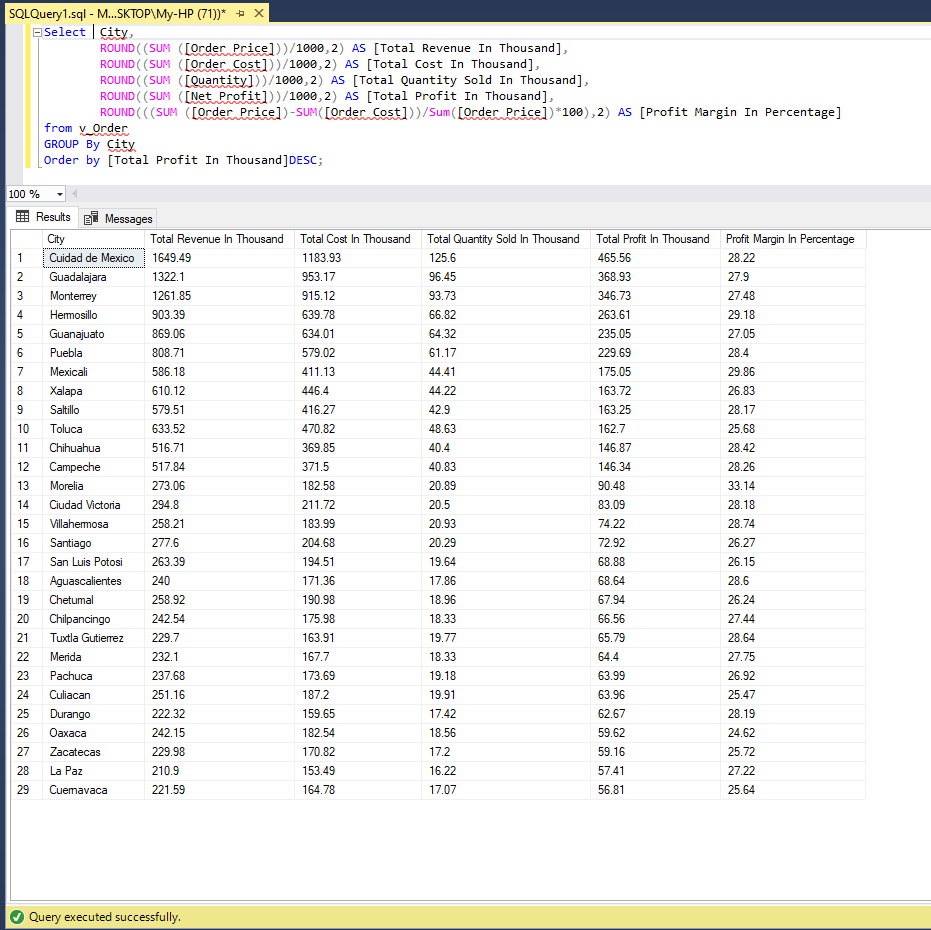 SQLQuery1.sql - M...SKTOP\My-HP (71))*
Select City,
ROUND((SUM ([Order Price]))/1000,2) AS [Total Revenue In Thousand],
ROUND((SUM ([Order Cost]))/1000,2) AS [Total Cost In Thousand],
ROUND((SUM ([Quantity]))/1000,2) AS [Total Quantity Sold In Thousand],
ROUND((SUM ([Net Profit]))/1000,2) AS [Total Profit In Thousand],
ROUND(((SUM ([Order Price])-SUM([Order Cost]))/Sum([Order Price])*100),2) AS [Profit Margin In Percentage]
from v_Order
GROUP By City
Order by [Total Profit In Thousand]DESC;
100 %
Results Messages
City Total Revenue In Thousand Total Cost In Thousand Total Quantity Sold In Thousand Total Profit In Thousand Profit Margin In Percentage
1 Cuidad de Mexico 1649.49 1183.93 125.6 465.56 28.22
2 Guadalajara 1322.1 953.17 96.45 368.93 27.9
3 Monterrey 1261.85 915.12 93.73 346.73 27.48
4 Hermosillo 903.39 639.78 66.82 263.61 29.18
5 Guanajuato 869.06 634.01 64.32 235.05 27.05
6 Puebla 808.71 579.02 61.17 229.69 28.4
7 Mexicali 586.18 411.13 44.41 175.05 29.86
8 Xalapa 610.12 446.4 44.22 163.72 26.83
9 Saltillo 579.51 416.27 42.9 163.25 28.17
10 Toluca 633.52 470.82 48.63 162.7 25.68
11 Chihuahua 516.71 369.85 40.4 146.87 28.42
12 Campeche 517.84 371.5 40.83 146.34 28.26
13 Morelia 273.06 182.58 20.89 90.48 33.14
14 Ciudad Victoria 294.8 211.72 20.5 83.09 28.18
15 Villahermosa 258.21 183.99 20.93 74.22 28.74
16 Santiago 277.6 204.68 20.29 72.92 26.27
17 San Luis Potosi 263.39 194.51 19.64 68.88 26.15
18 Aguascalientes 240 171.36 17.86 68.64 28.6
19 Chetumal 258.92 190.98 18.96 67.94 26.24
20 Chilpancingo 242.54 175.98 18.33 66.56 27.44
21 Tuxtla Gutierrez 229.7 163.91 19.77 65.79 28.64
22 Merida 232.1 167.7 18.33 64.4 27.75
23 Pachuca 237.68 173.69 19.18 63.99 26.92
24 Culiacan 251.16 187.2 19.91 63.96 25.47
25 Durango 222.32 159.65 17.42 62.67 28.19
26 Oaxaca 242.15 182.54 18.56 59.62 24.62
27 Zacatecas 229.98 170.82 17.2 59.16 25.72
28 La Paz 210.9 153.49 16.22 57.41 27.22
29 Cuernavaca 221.59 164.78 17.07 56.81 25.64
Query executed successfully.